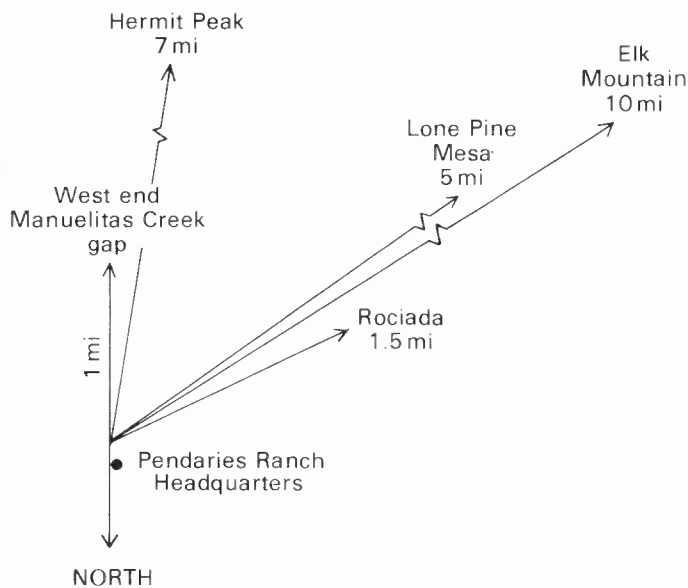 Hermit Peak
7 mi
Elk
Mountain
10 mi
Lone Pine
Mesa
5 mi
West end
Manuelitas Creek
gap
Rociada
1.5 mi
1 mi
Pendaries Ranch
Headquarters
NORTH